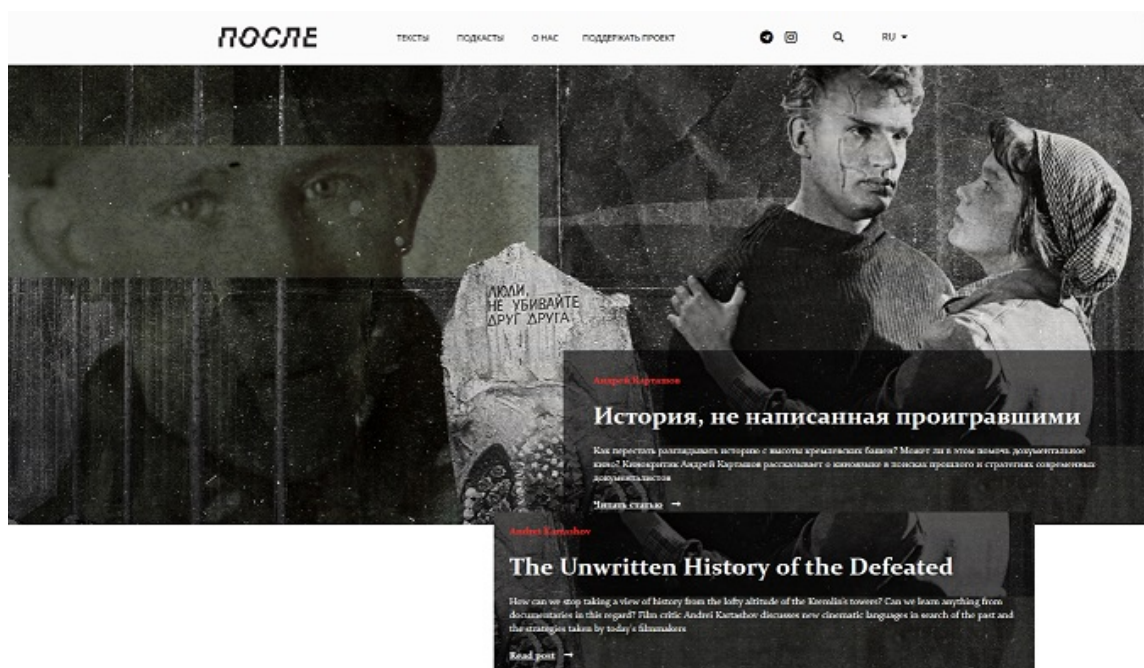 ПОСЛЕ
ТЕКСТЫ ПОДКАСТЫ О НАС ПОДДЕРЖАТЬ ПРОЕКТ RU
ЛЮДИ,
НЕ УБИВАЙТЕ
ДРУГ ДРУГА
Андрей Карташов
История, не написанная проигравшими
Как перестать разглядывать историю с высоты кремлевских башен? Может ли в этом помочь документальное
кино? Кинокритик Андрей Карташов рассказывает о киноязыке в поисках прошлого и стратегиях современных
документалистов
Читать статью →
Andrei Kartashov
The Unwritten History of the Defeated
How can we stop taking a view of history from the lofty altitude of the Kremlin's towers? Can we learn anything from
documentaries in this regard? Film critic Andrei Kartashov discusses new cinematic languages in search of the past and
the strategies taken by today's filmmakers
Read post →